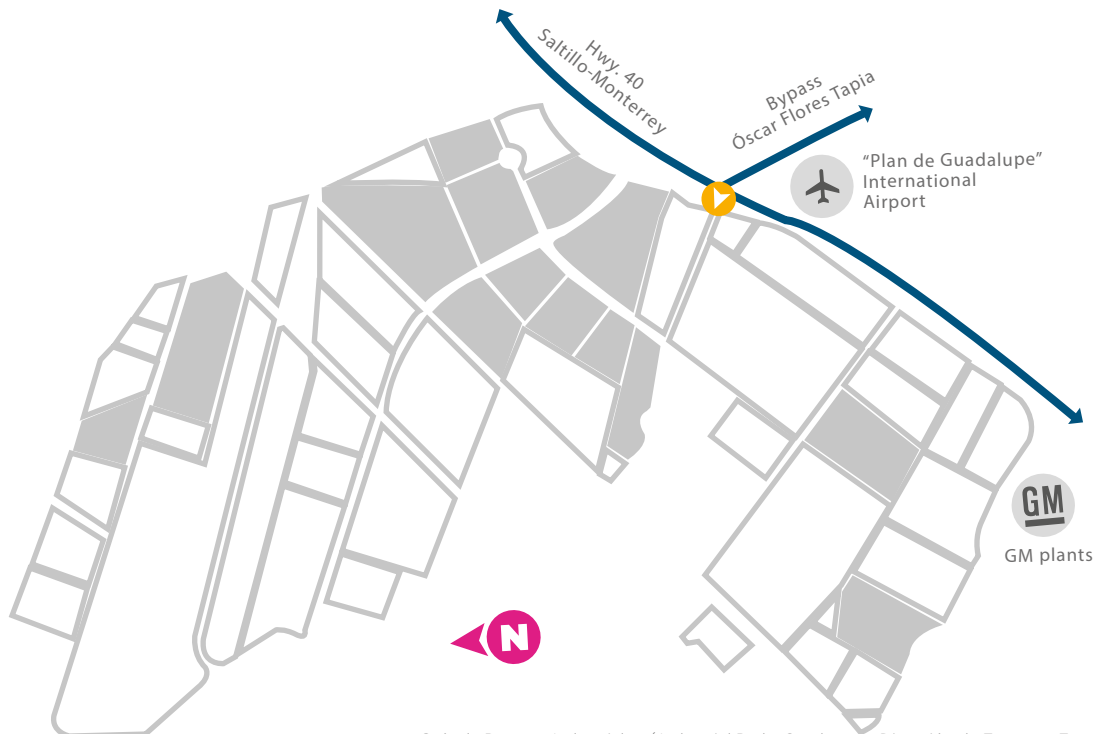 Hwy. 40
Saltillo-Monterrey
Bypass
Óscar Flores Tapia
“Plan de Guadalupe”
International
Airport
GM
GM plants
N